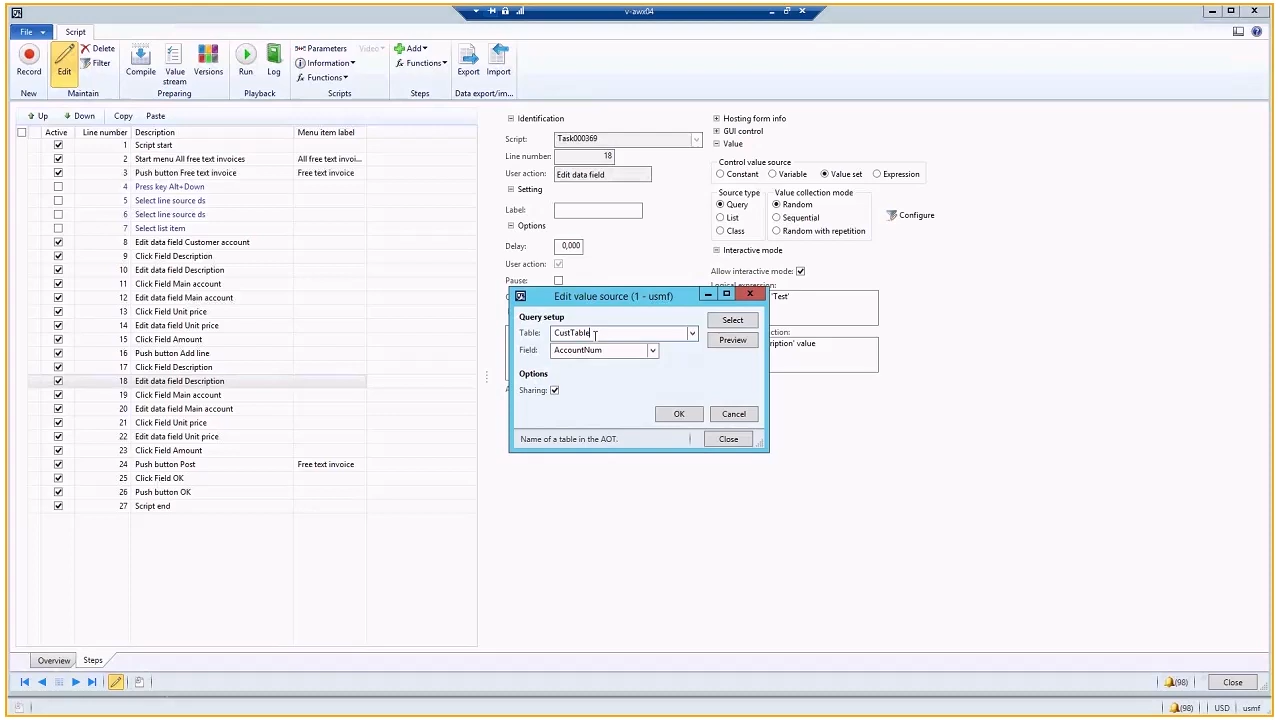 v-awx04
File
Script
Record
Edit
Delete
Filter
Compile
Value stream
Versions
Run
Log
Parameters
Video
Information
Functions
Add
Functions
Export
Import
New
Maintain
Preparing
Playback
Scripts
Steps
Data export/im...
Up Down Copy Paste
Active Line number Description Menu item label
1 Script start
2 Start menu All free text invoices All free text invoi...
3 Push button Free text invoice Free text invoice
4 Press key Alt+Down
5 Select line source ds
6 Select line source ds
7 Select list item
8 Edit data field Customer account
9 Click Field Description
10 Edit data field Description
11 Click Field Main account
12 Edit data field Main account
13 Click Field Unit price
14 Edit data field Unit price
15 Click Field Amount
16 Push button Add line
17 Click Field Description
18 Edit data field Description
19 Click Field Main account
20 Edit data field Main account
21 Click Field Unit price
22 Edit data field Unit price
23 Click Field Amount
24 Push button Post Free text invoice
25 Click Field OK
26 Push button OK
27 Script end
Identification
Script: Task000369
Line number: 18
User action: Edit data field
Setting
Label:
Options
Delay: 0,000
User action:
Pause:
Hosting form info
GUI control
Value
Control value source
Constant Variable Value set Expression
Source type Value collection mode
Query Random
List Sequential
Class Random with repetition
Configure
Interactive mode
Allow interactive mode:
Logical expression:
'Test'
Edit value source (1 - usmf)
Query setup
Table: CustTable
Field: AccountNum
Select
Preview
Options
Sharing:
OK Cancel
Name of a table in the AOT.
Close
Overview Steps
(98) Close
(98) USD usmf